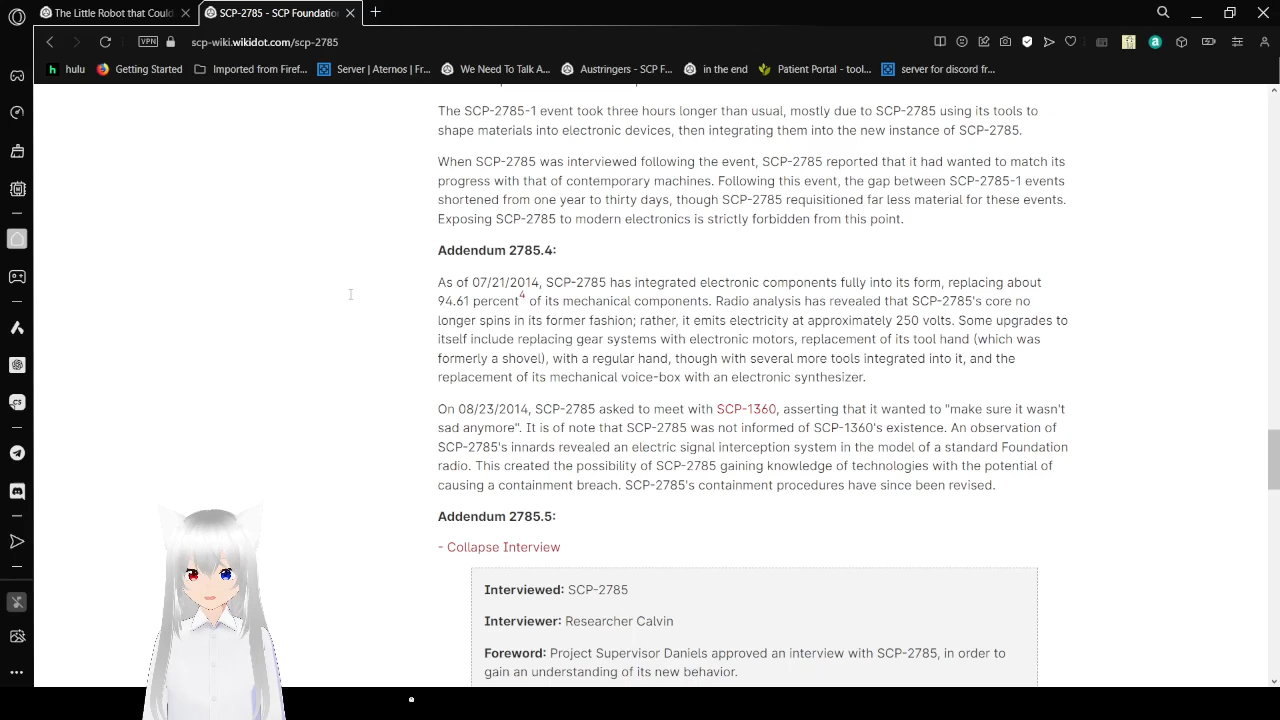 The Little Robot that Could
SCP-2785 - SCP Foundation
VPN
scp-wiki.wikidot.com/scp-2785
hulu
Getting Started
Imported from Firef...
Server | Aternos | Fr...
We Need To Talk A...
Austringers - SCP F...
in the end
Patient Portal - tool...
server for discord fr...
The SCP-2785-1 event took three hours longer than usual, mostly due to SCP-2785 using its tools to
shape materials into electronic devices, then integrating them into the new instance of SCP-2785.
When SCP-2785 was interviewed following the event, SCP-2785 reported that it had wanted to match its
progress with that of contemporary machines. Following this event, the gap between SCP-2785-1 events
shortened from one year to thirty days, though SCP-2785 requisitioned far less material for these events.
Exposing SCP-2785 to modern electronics is strictly forbidden from this point.
Addendum 2785.4:
As of 07/21/2014, SCP-2785 has integrated electronic components fully into its form, replacing about
94.61 percent4 of its mechanical components. Radio analysis has revealed that SCP-2785's core no
longer spins in its former fashion; rather, it emits electricity at approximately 250 volts. Some upgrades to
itself include replacing gear systems with electronic motors, replacement of its tool hand (which was
formerly a shovel), with a regular hand, though with several more tools integrated into it, and the
replacement of its mechanical voice-box with an electronic synthesizer.
On 08/23/2014, SCP-2785 asked to meet with SCP-1360, asserting that it wanted to "make sure it wasn't
sad anymore". It is of note that SCP-2785 was not informed of SCP-1360's existence. An observation of
SCP-2785's innards revealed an electric signal interception system in the model of a standard Foundation
radio. This created the possibility of SCP-2785 gaining knowledge of technologies with the potential of
causing a containment breach. SCP-2785's containment procedures have since been revised.
Addendum 2785.5:
- Collapse Interview
Interviewed: SCP-2785
Interviewer: Researcher Calvin
Foreword: Project Supervisor Daniels approved an interview with SCP-2785, in order to
gain an understanding of its new behavior.